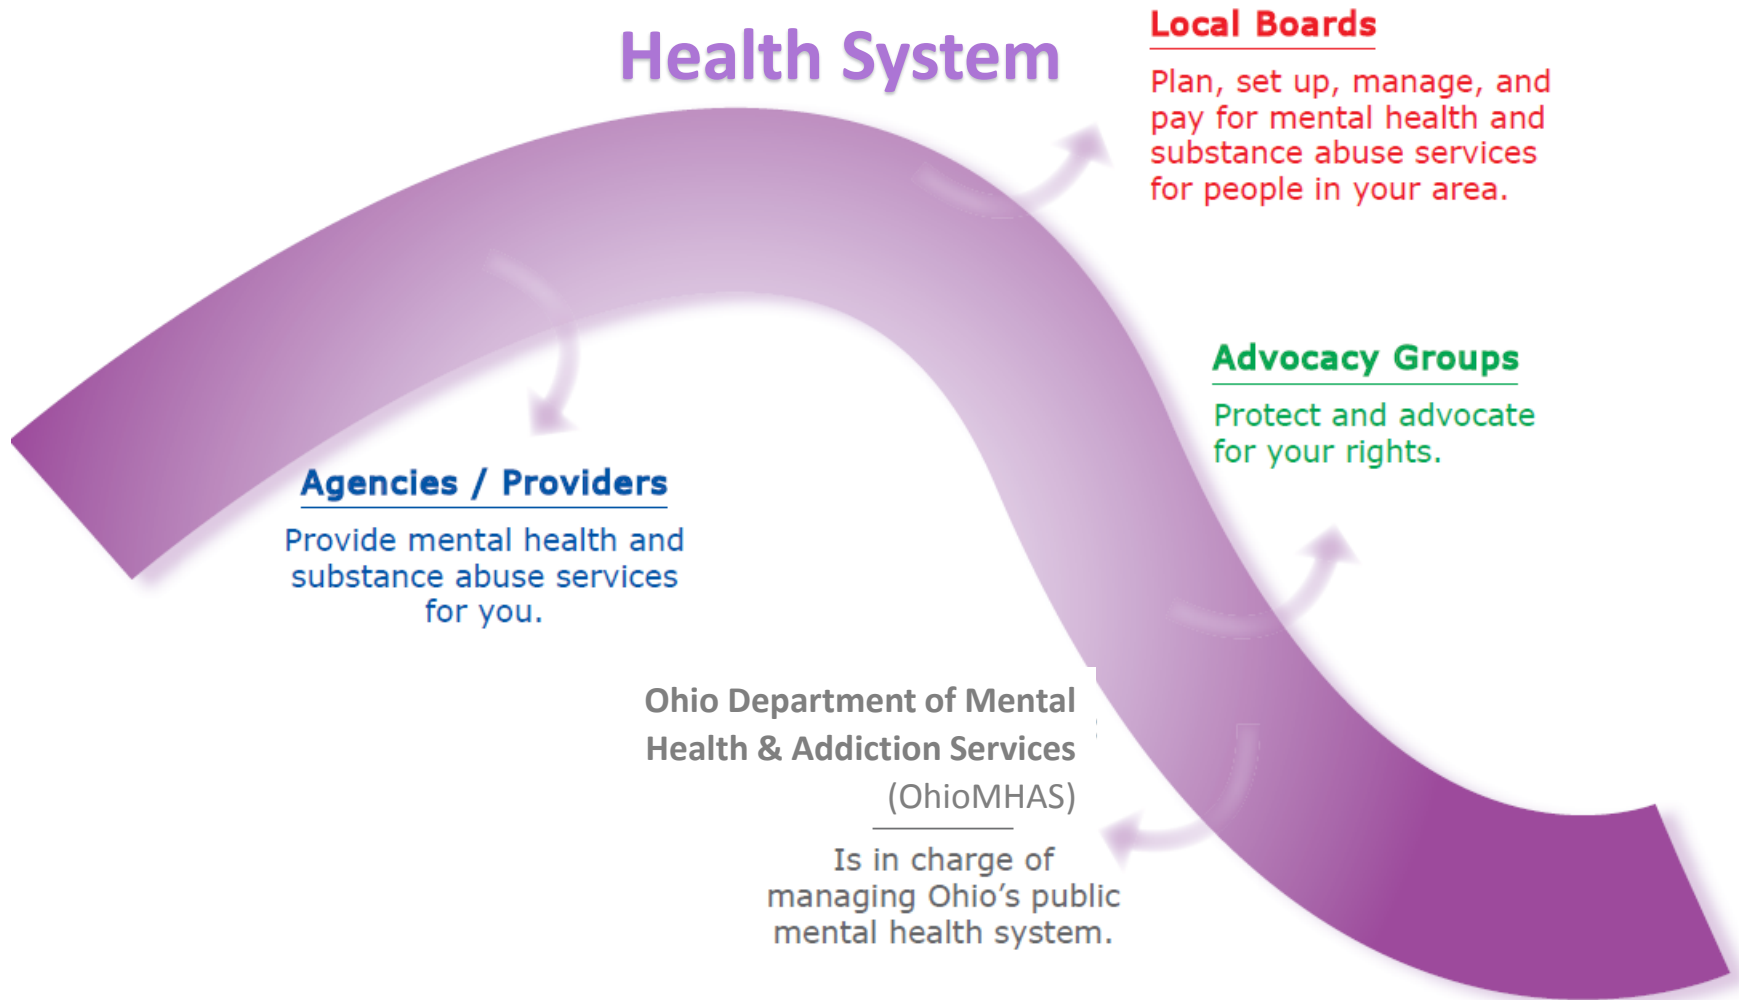 Health System
Local Boards
Plan, set up, manage, and
pay for mental health and
substance abuse services
for people in your area.
Advocacy Groups
Protect and advocate
for your rights.
Agencies / Providers
Provide mental health and
substance abuse services
for you.
Ohio Department of Mental
Health & Addiction Services
(OhioMHAS)
Is in charge of
managing Ohio's public
mental health system.